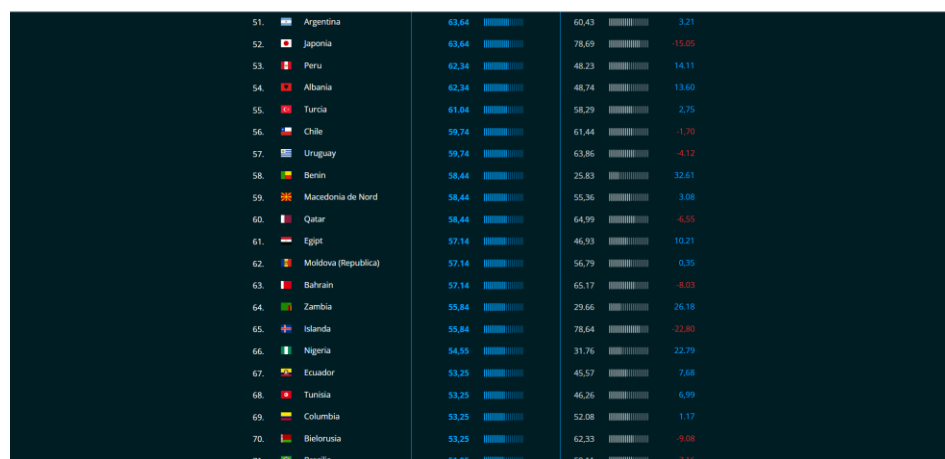 51. Argentina 63,64 60,43 3.21
52. Japonia 63,64 78,69 -15.05
53. Peru 62,34 48.23 14.11
54. Albania 62,34 48,74 13.60
55. Turcia 61.04 58,29 2,75
56. Chile 59,74 61,44 -1,70
57. Uruguay 59,74 63,86 -4.12
58. Benin 58,44 25.83 32.61
59. Macedonia de Nord 58,44 55,36 3.08
60. Qatar 58,44 64,99 -6,55
61. Egipt 57.14 46,93 10.21
62. Moldova (Republica) 57.14 56,79 0,35
63. Bahrain 57.14 65.17 -8.03
64. Zambia 55,84 29.66 26.18
65. Islanda 55,84 78,64 -22,80
66. Nigeria 54,55 31.76 22.79
67. Ecuador 53,25 45,57 7,68
68. Tunisia 53,25 46,26 6,99
69. Columbia 53,25 52.08 1.17
70. Bielorusia 53,25 62,33 -9.08